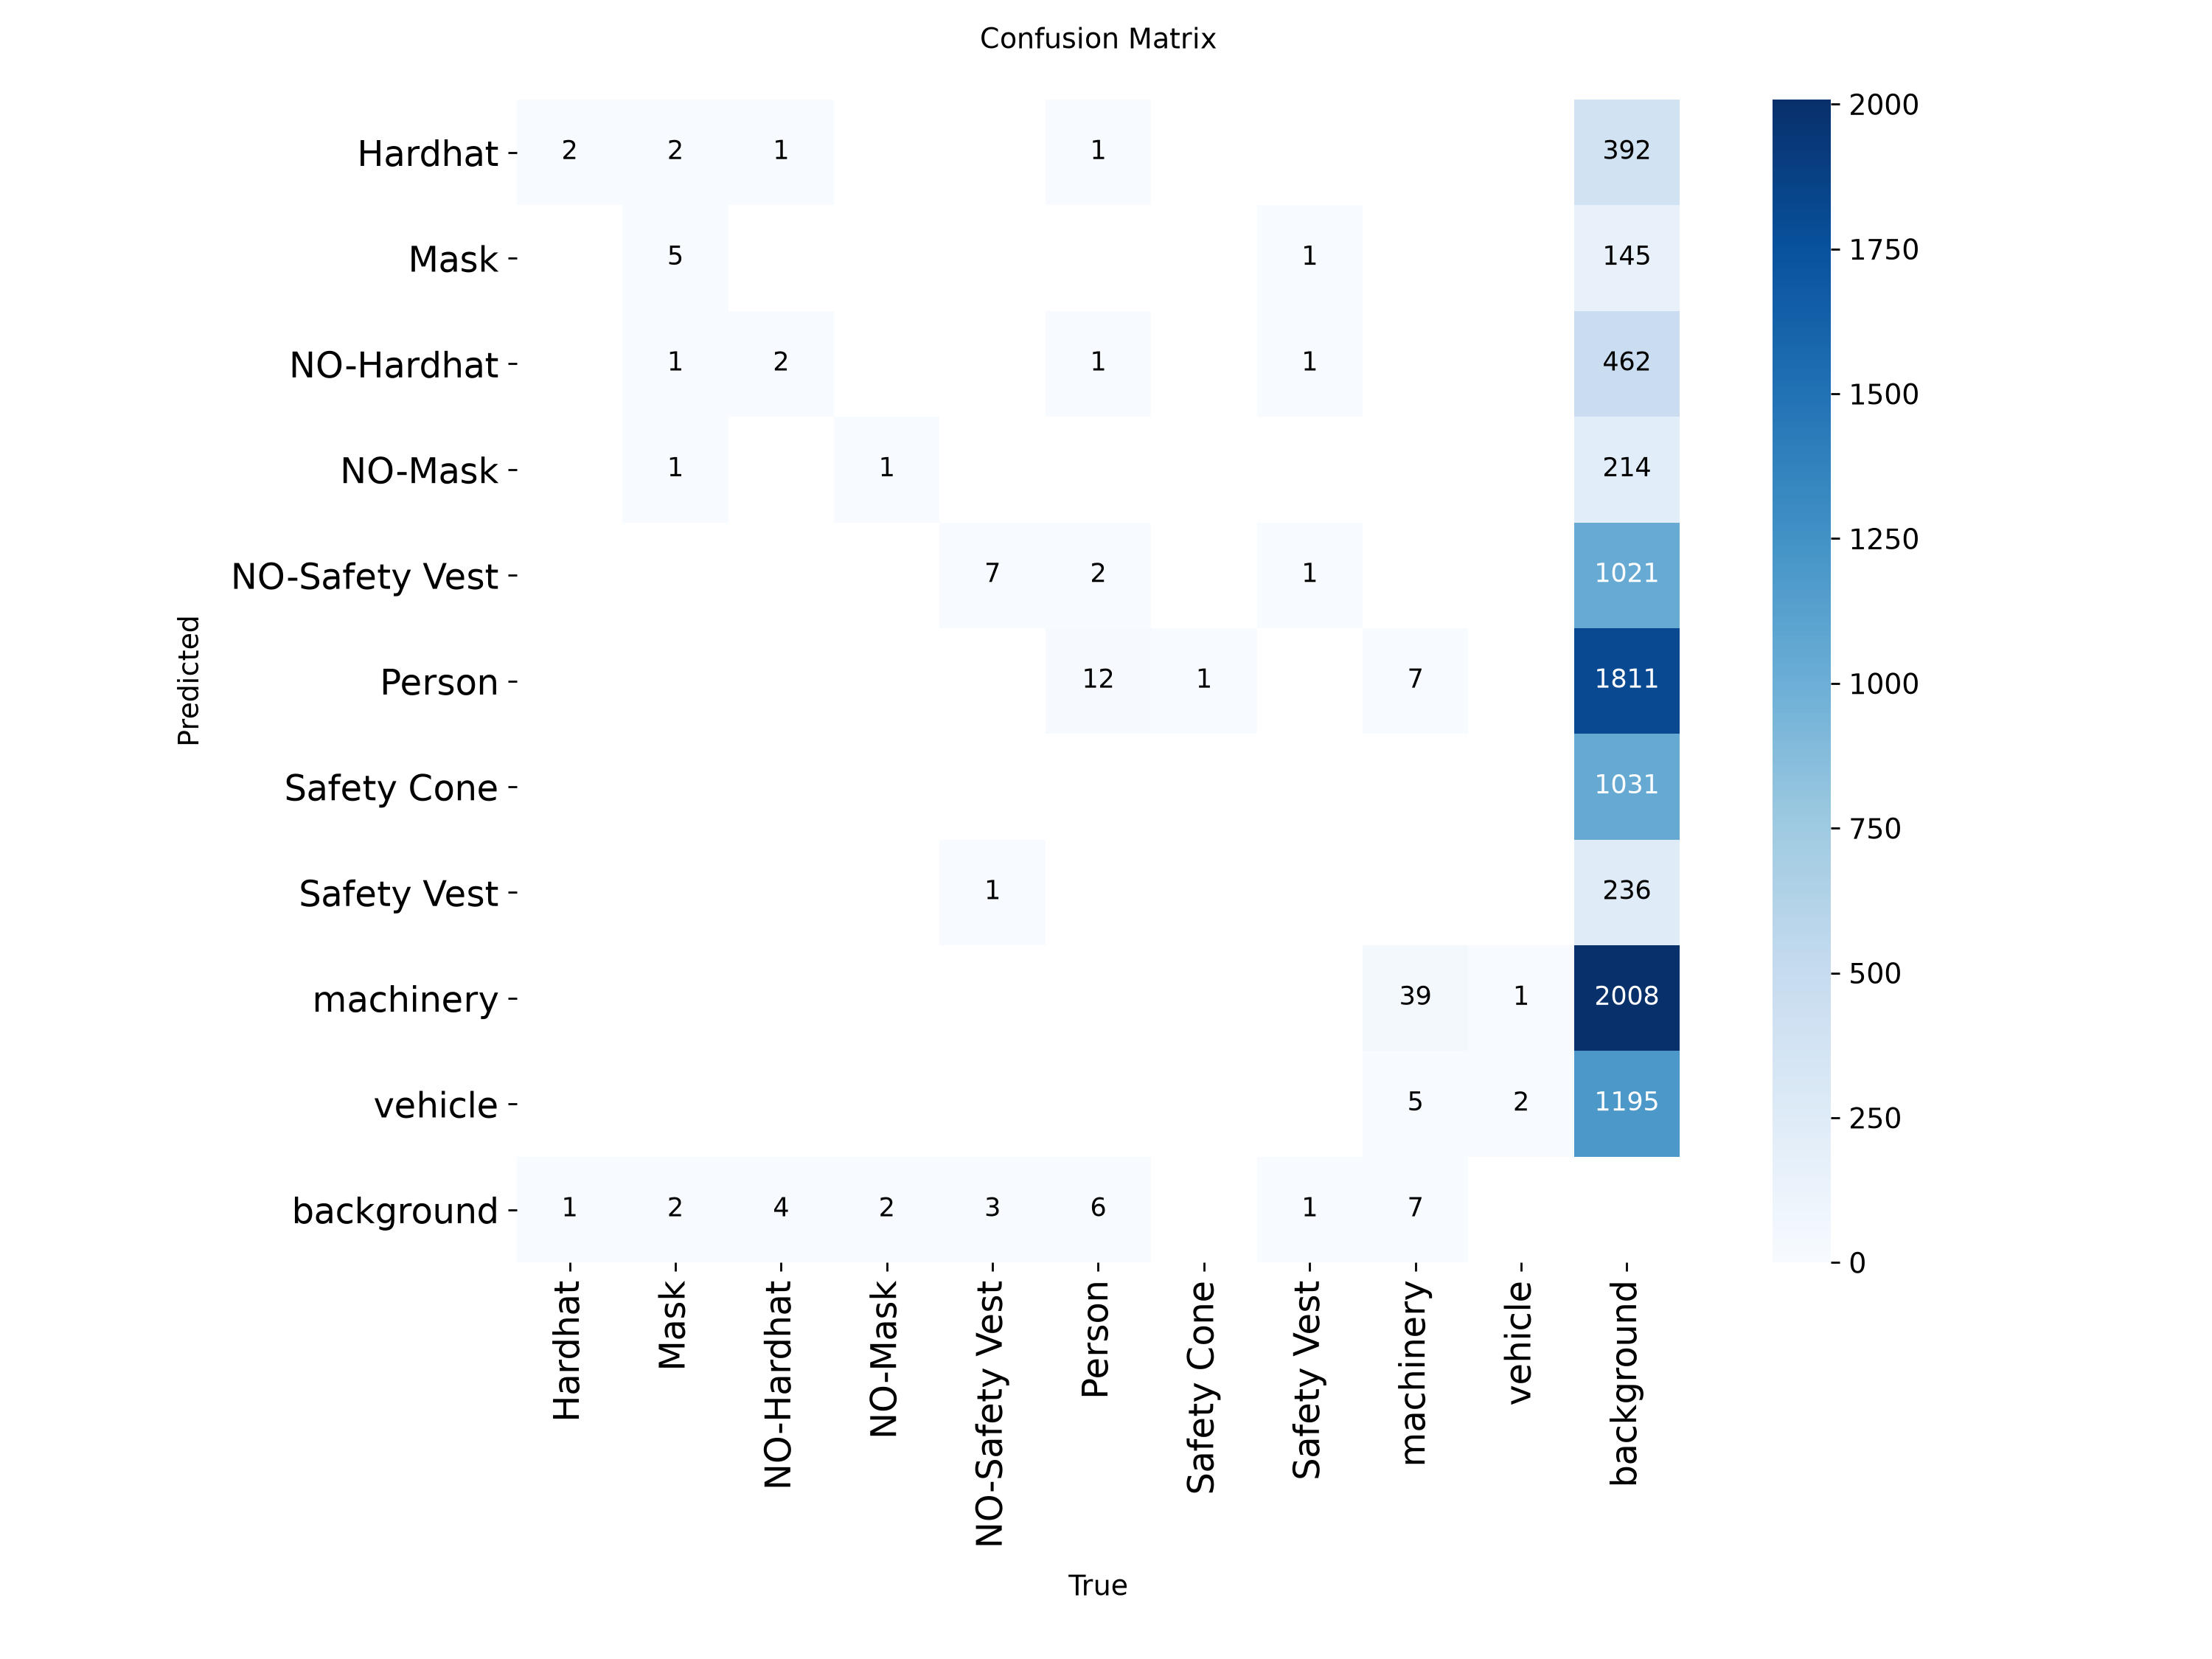 Confusion Matrix
Predicted
Hardhat 2 2 1 1 392
Mask 5 1 145
NO-Hardhat 1 2 1 1 462
NO-Mask 1 1 214
NO-Safety Vest 7 2 1 1021
Person 12 1 7 1811
Safety Cone 1031
Safety Vest 1 236
machinery 39 1 2008
vehicle 5 2 1195
background 1 2 4 2 3 6 1 7
Hardhat
Mask
NO-Hardhat
NO-Mask
NO-Safety Vest
Person
Safety Cone
Safety Vest
machinery
vehicle
background
True
2000
1750
1500
1250
1000
750
500
250
0